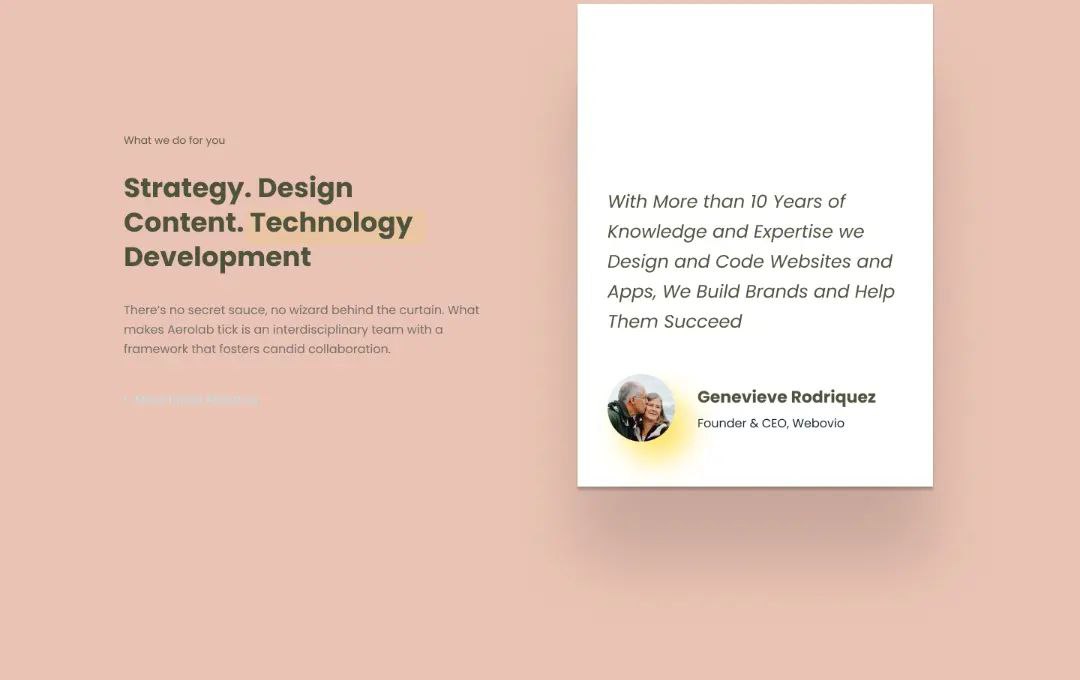 What we do for you
Strategy. Design
Content. Technology
Development
There's no secret sauce, no wizard behind the curtain. What
makes Aerolab tick is an interdisciplinary team with a
framework that fosters candid collaboration.
With More than 10 Years of
Knowledge and Expertise we
Design and Code Websites and
Apps, We Build Brands and Help
Them Succeed
Genevieve Rodriquez
Founder & CEO, Webovio